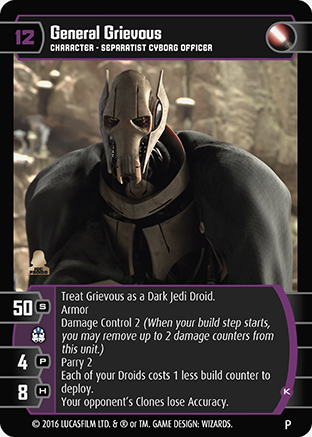 12
General Grievous
CHARACTER - SEPARATIST CYBORG OFFICER
50 S
4 P
8 H
Treat Grievous as a Dark Jedi Droid.
Armor
Damage Control 2 (When your build step starts,
you may remove up to 2 damage counters from
this unit.)
Parry 2
Each of your Droids costs 1 less build counter to
deploy.
Your opponent's Clones lose Accuracy.
K
© 2016 LUCASFILM LTD. & ® or TM. GAME DESIGN: WIZARDS.
P